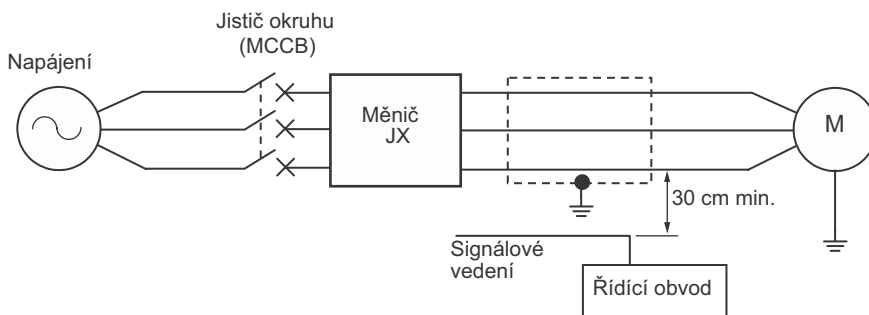 Jistič okruhu
(MCCB)
Napájení
Měnič
JX
M
30 cm min.
Signálové
vedení
Řídící obvod